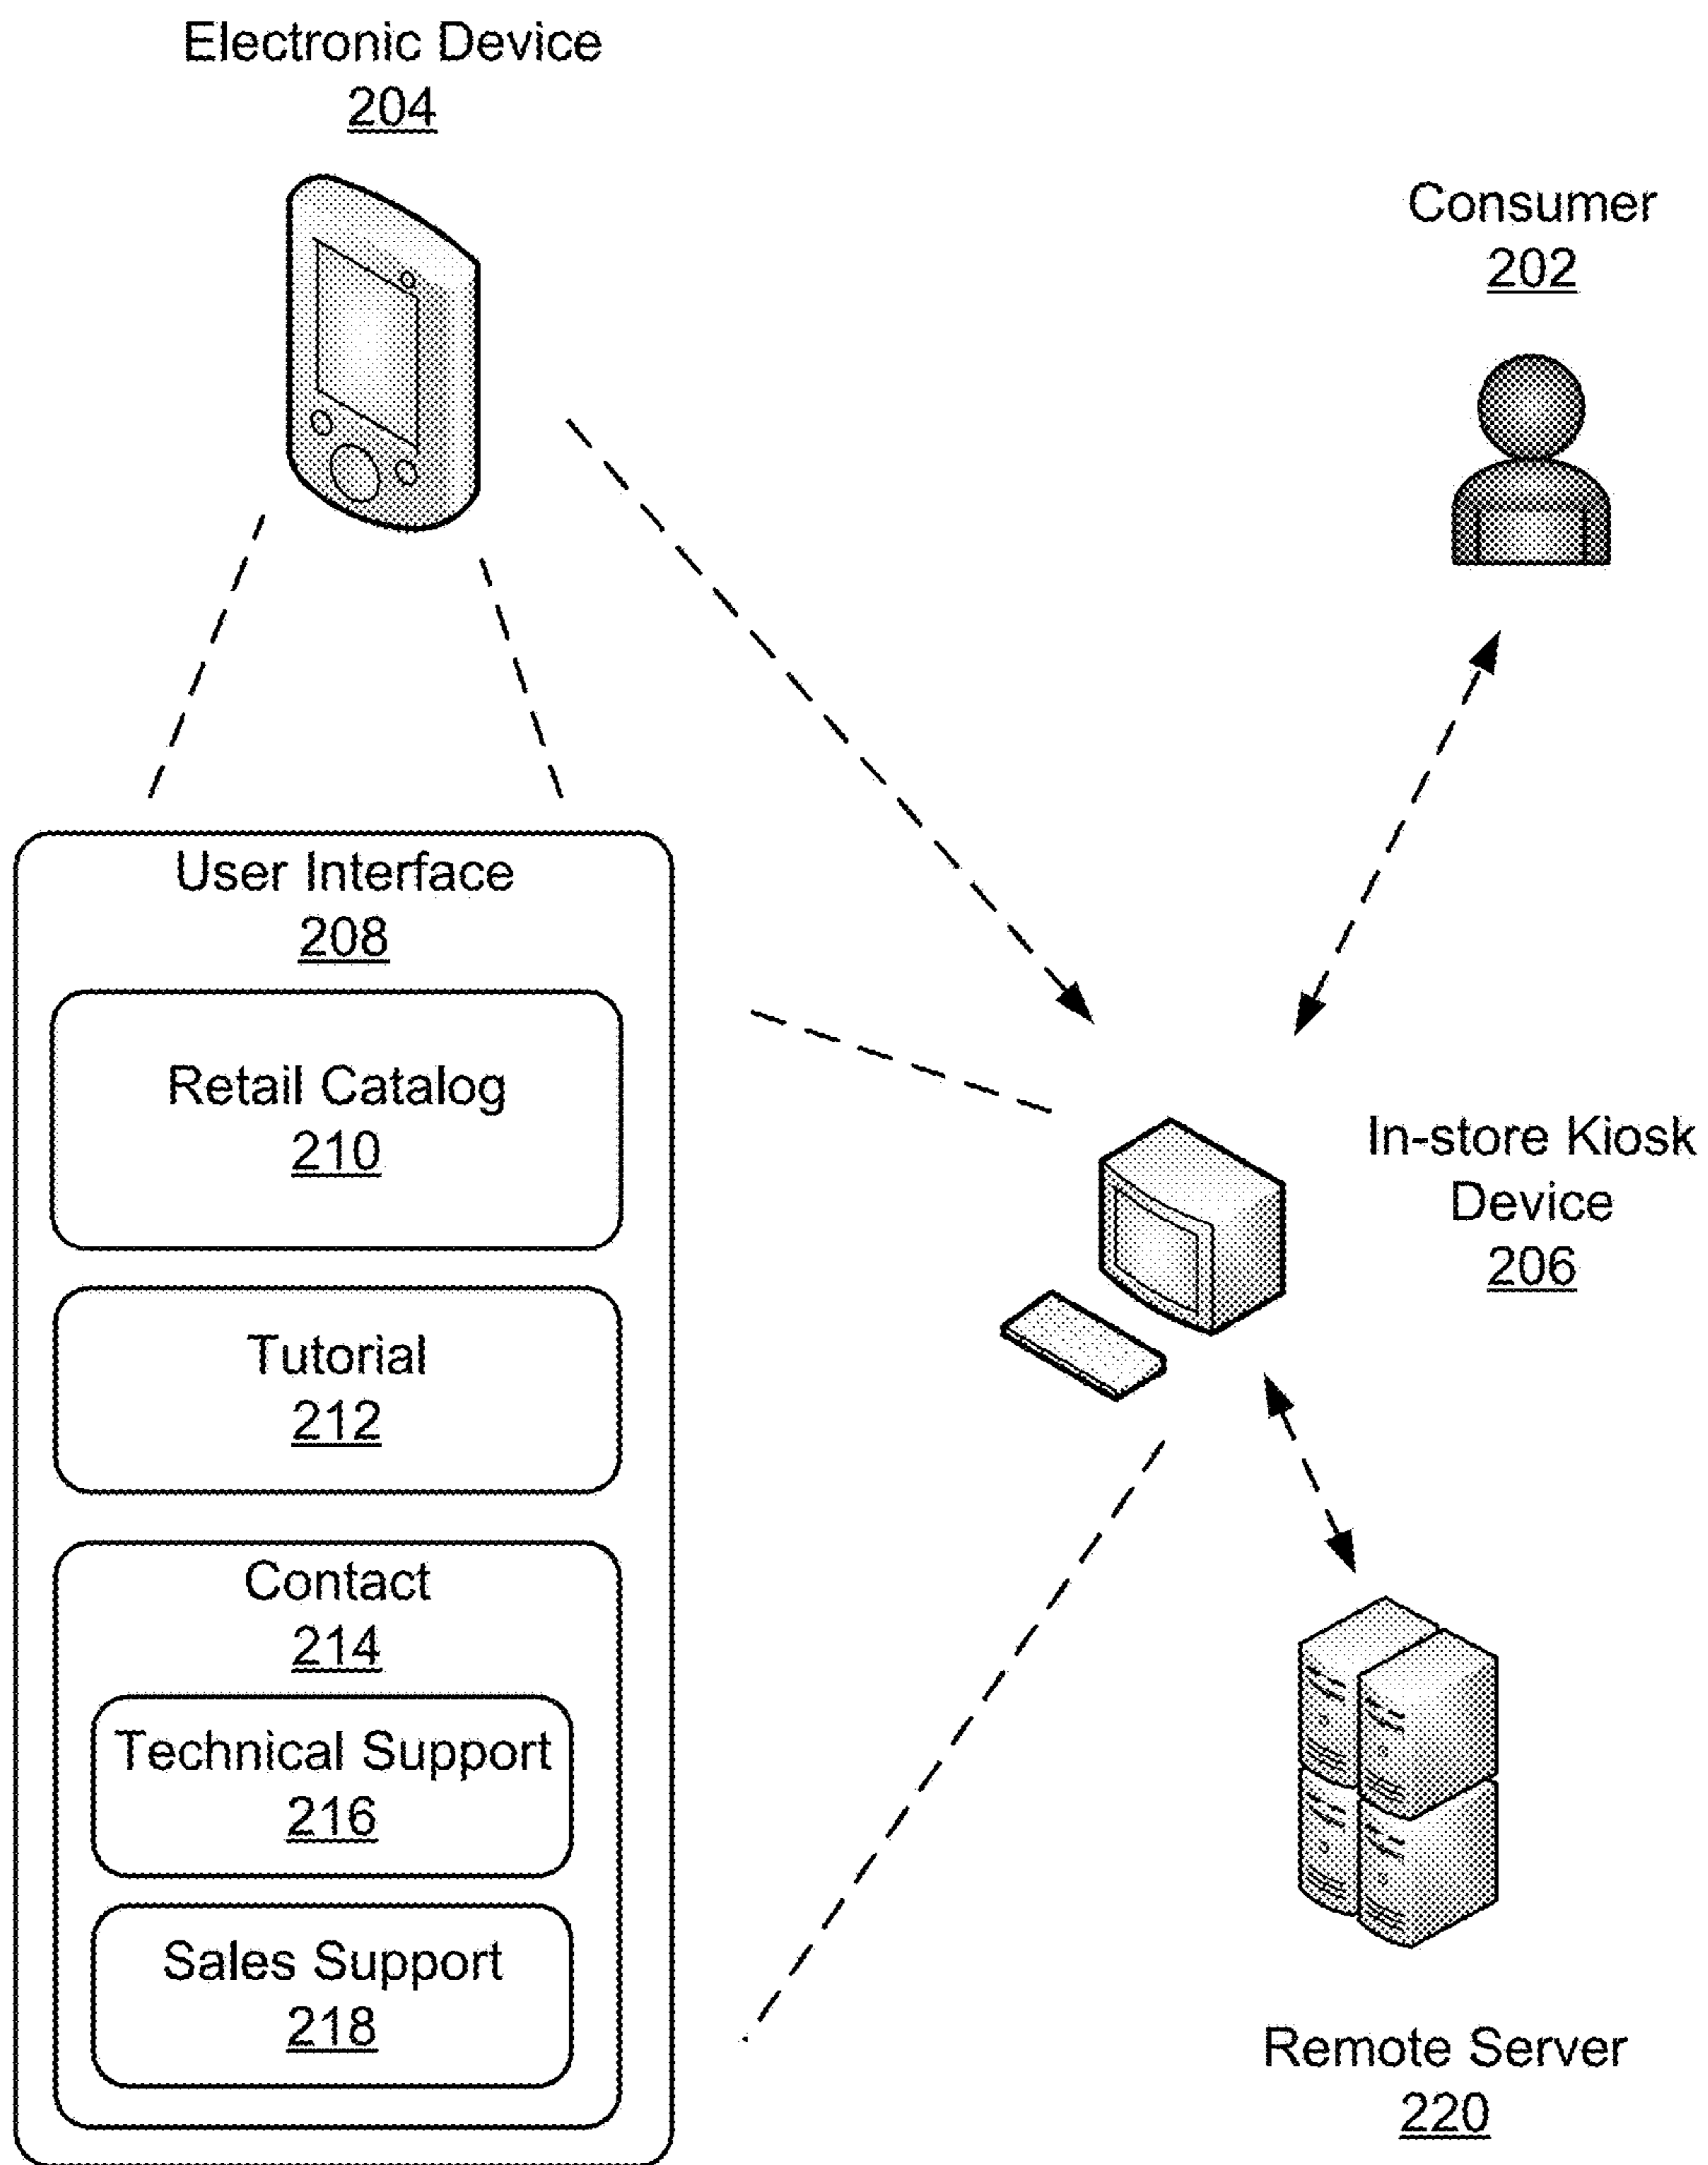 Electronic Device
204
Consumer
202
User Interface
208
Retail Catalog
210
Tutorial
212
Contact
214
Technical Support
216
Sales Support
218
In-store Kiosk
Device
206
Remote Server
220